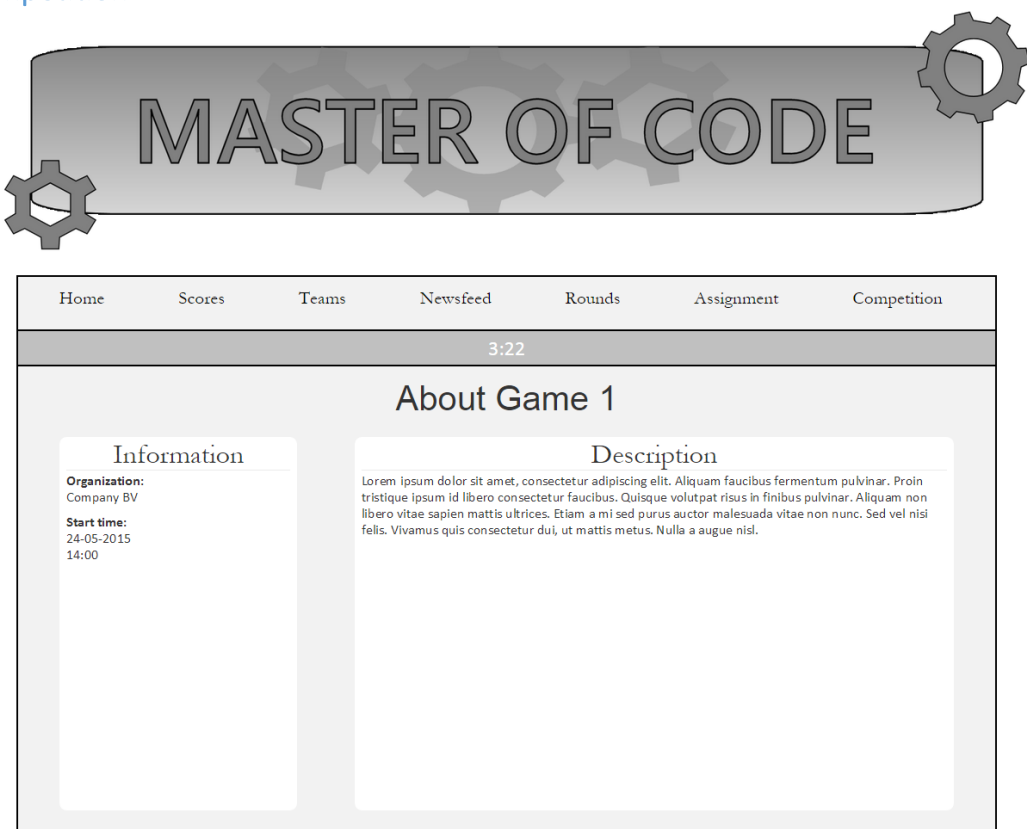 MASTER OF CODE
Home Scores Teams Newsfeed Rounds Assignment Competition
3:22
About Game 1
Information
Organization:
Company BV
Start time:
24-05-2015
14:00
Description
Lorem ipsum dolor sit amet, consectetur adipiscing elit. Aliquam faucibus fermentum pulvinar. Proin
tristique ipsum id libero consectetur faucibus. Quisque volutpat risus in finibus pulvinar. Aliquam non
libero vitae sapien mattis ultrices. Etiam a mi sed purus auctor malesuada vitae non nunc. Sed vel nisi
felis. Vivamus quis consectetur dui, ut mattis metus. Nulla a augue nisl.